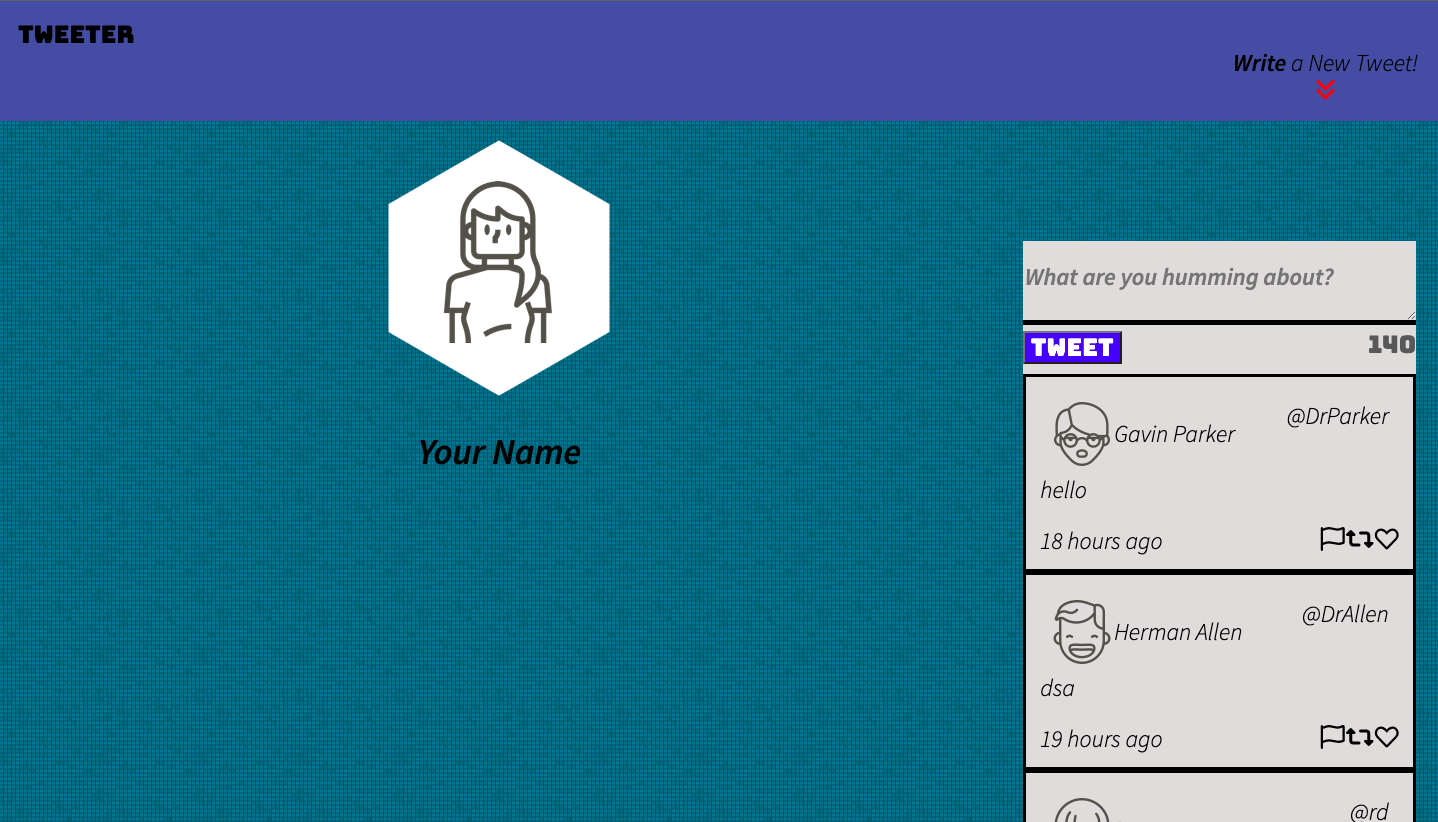 TWEETER
Write a New Tweet!
Your Name
What are you humming about?
TWEET 140
Gavin Parker @DrParker
hello
18 hours ago
Herman Allen @DrAllen
dsa
19 hours ago
@rd